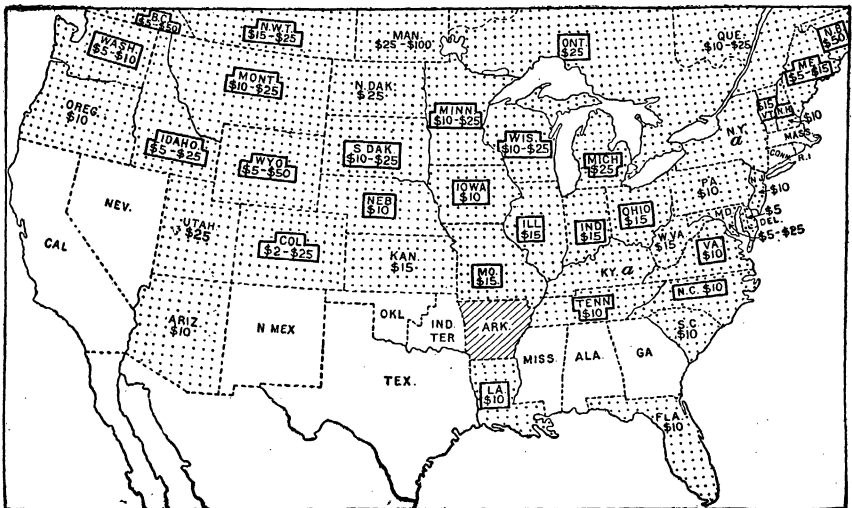 B.C.
$5-$50
N.W.T.
$15-$25
MAN.
$25-$100
ONT
$25
QUE.
$10-$25
N.B.
$50
WASH
$5-$10
MONT
$10-$25
N.DAK.
$25
MINN
$10-$25
ME
$5-$15
OREG.
$10
IDAHO
$5-$25
WYO
$5-$50
S DAK
$10-$25
WIS.
$10-$25
MICH
$25
N.Y.
a
$15
VT.
N.H.
$10
MASS.
CONN.
R.I
NEV.
CAL
UTAH
$25
COL
$2-$25
NEB
$10
IOWA
$10
ILL
$15
IND
$15
OHIO
$15
PA
$10
N.J.
$10
$5
DEL.
$5-$25
MD.
KAN.
$15
MO.
$15
KY. a
W.VA
$15
VA
$10
ARIZ
$10
N MEX
OKL
IND.
TER
ARK.
TENN
$10
N.C. $10
S.C
$10
TEX.
LA
$10
MISS.
ALA.
GA
FLA.
$10